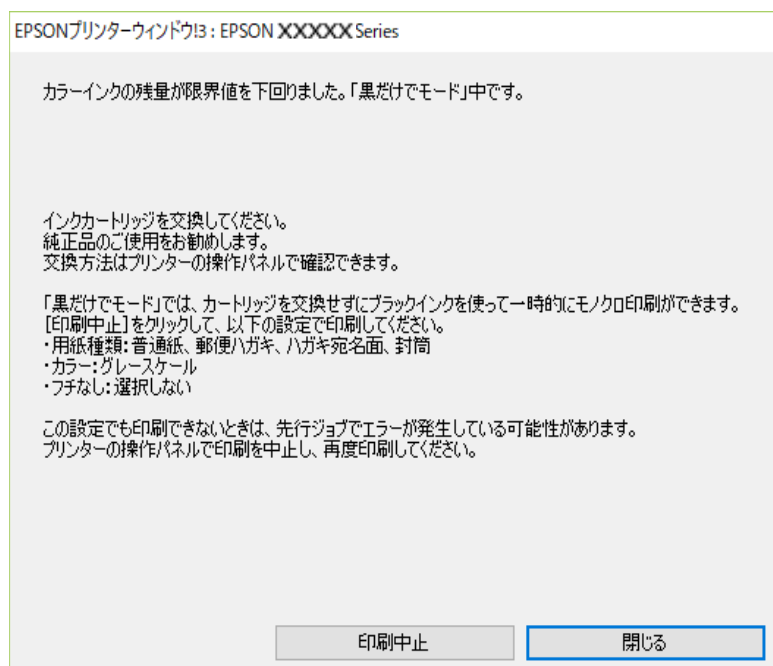 EPSONプリンターウィンドウ!3 : EPSON XXXXX Series
カラーインクの残量が限界値を下回りました。「黒だけでモード」中です。
インクカートリッジを交換してください。
純正品のご使用をお勧めします。
交換方法はプリンターの操作パネルで確認できます。
「黒だけでモード」では、カートリッジを交換せずにブラックインクを使って一時的にモノクロ印刷ができます。
[印刷中止]をクリックして、以下の設定で印刷してください。
・用紙種類：普通紙、郵便ハガキ、ハガキ宛名面、封筒
・カラー：グレースケール
・フチなし：選択しない
この設定でも印刷できないときは、先行ジョブでエラーが発生している可能性があります。
プリンターの操作パネルで印刷を中止し、再度印刷してください。
印刷中止
閉じる